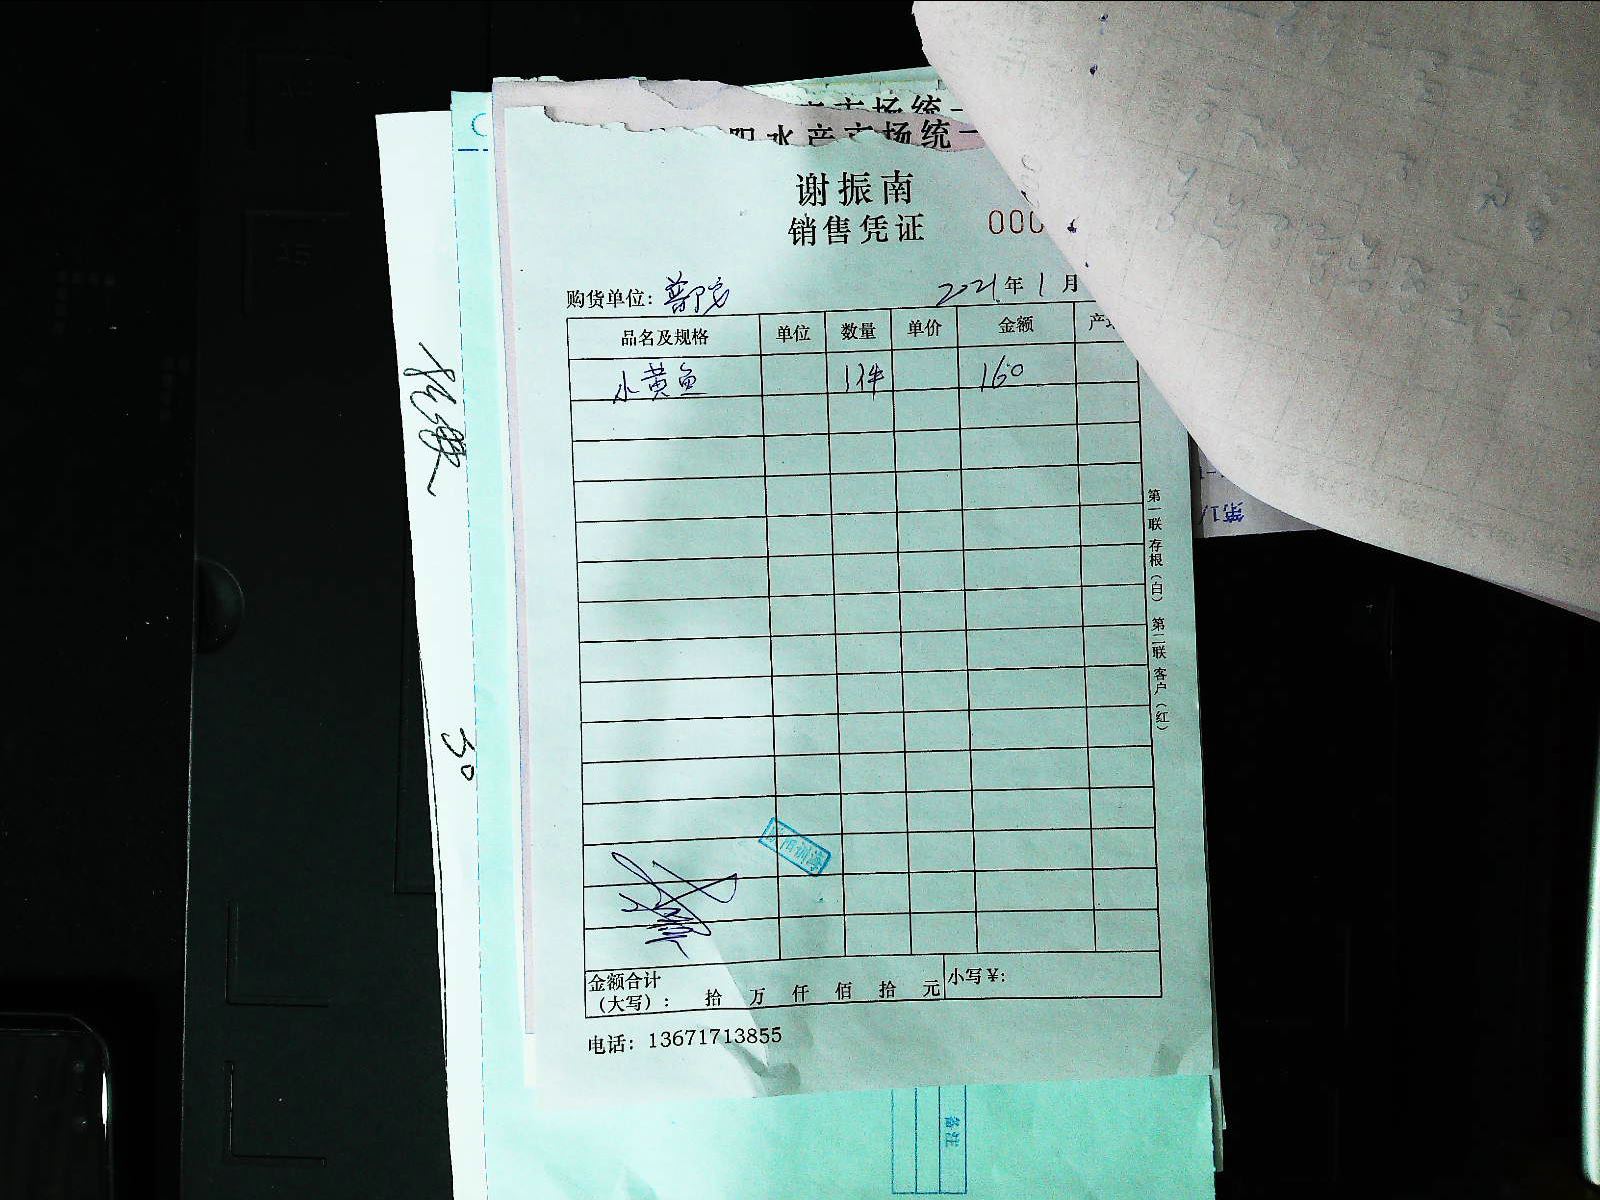 市场统一
水产市场统一
谢振南
销售凭证
000
购货单位：
2021年1月
品名及规格 单位 数量 单价 金额
小黄鱼 1件 160
第一联 存根（白） 第二联 客户（红）
金额合计
（大写）： 拾 万 仟 佰 拾 元 小写￥:
电话：13671713855
30
备注